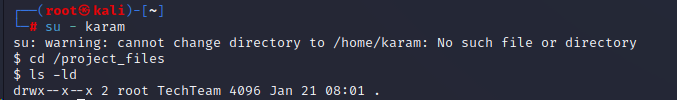 ┌──(root㉿kali)-[~]
└─# su - karam
su: warning: cannot change directory to /home/karam: No such file or directory
$ cd /project_files
$ ls -ld
drwx--x--x 2 root TechTeam 4096 Jan 21 08:01 .